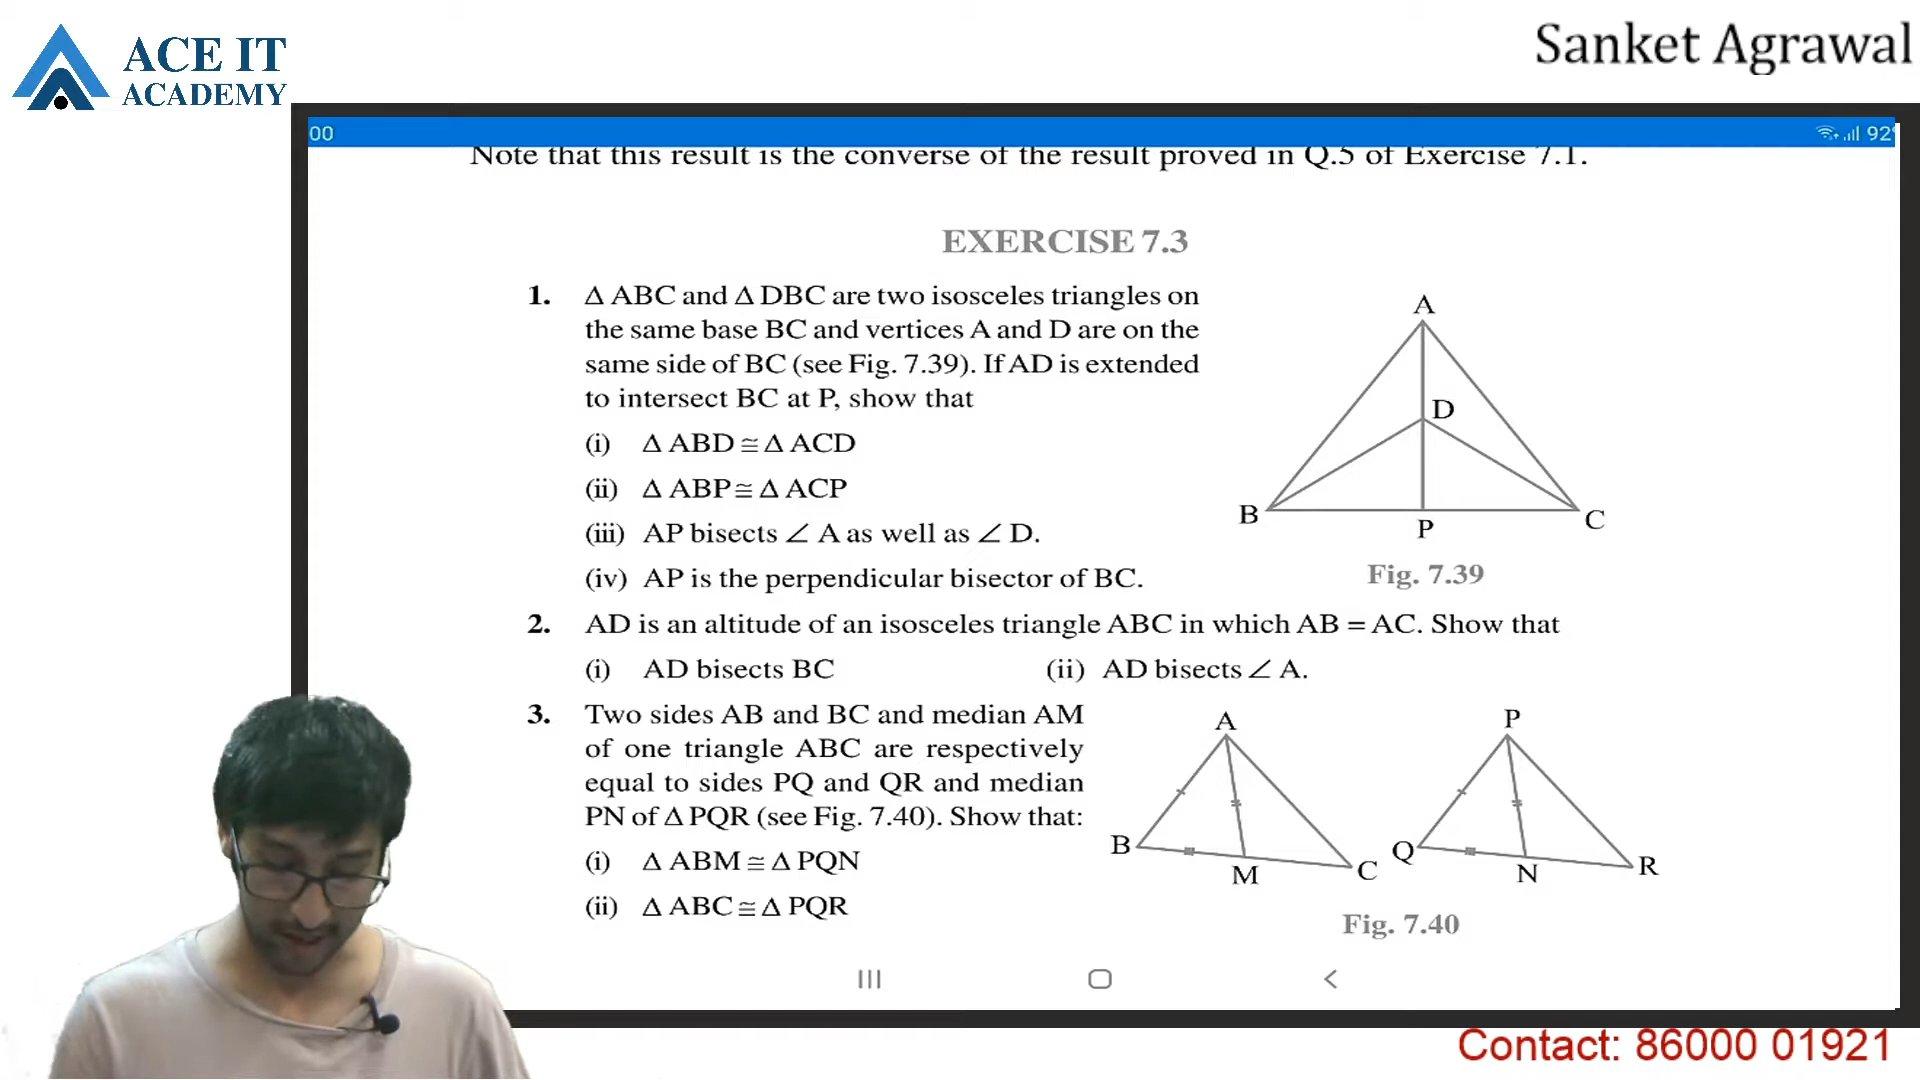 ACE IT
ACADEMY
Sanket Agrawal
00
92
Note that this result is the converse of the result proved in Q.5 of Exercise 7.1.
EXERCISE 7.3
1. Δ ABC and Δ DBC are two isosceles triangles on
the same base BC and vertices A and D are on the
same side of BC (see Fig. 7.39). If AD is extended
to intersect BC at P, show that
(i) Δ ABD ≅ Δ ACD
(ii) Δ ABP ≅ Δ ACP
(iii) AP bisects ∠ A as well as ∠ D.
(iv) AP is the perpendicular bisector of BC.
A
D
B
P
C
Fig. 7.39
2. AD is an altitude of an isosceles triangle ABC in which AB = AC. Show that
(i) AD bisects BC (ii) AD bisects ∠ A.
3. Two sides AB and BC and median AM
of one triangle ABC are respectively
equal to sides PQ and QR and median
PN of Δ PQR (see Fig. 7.40). Show that:
(i) Δ ABM ≅ Δ PQN
(ii) Δ ABC ≅ Δ PQR
A
B
M
C
P
Q
N
R
Fig. 7.40
Contact: 86000 01921